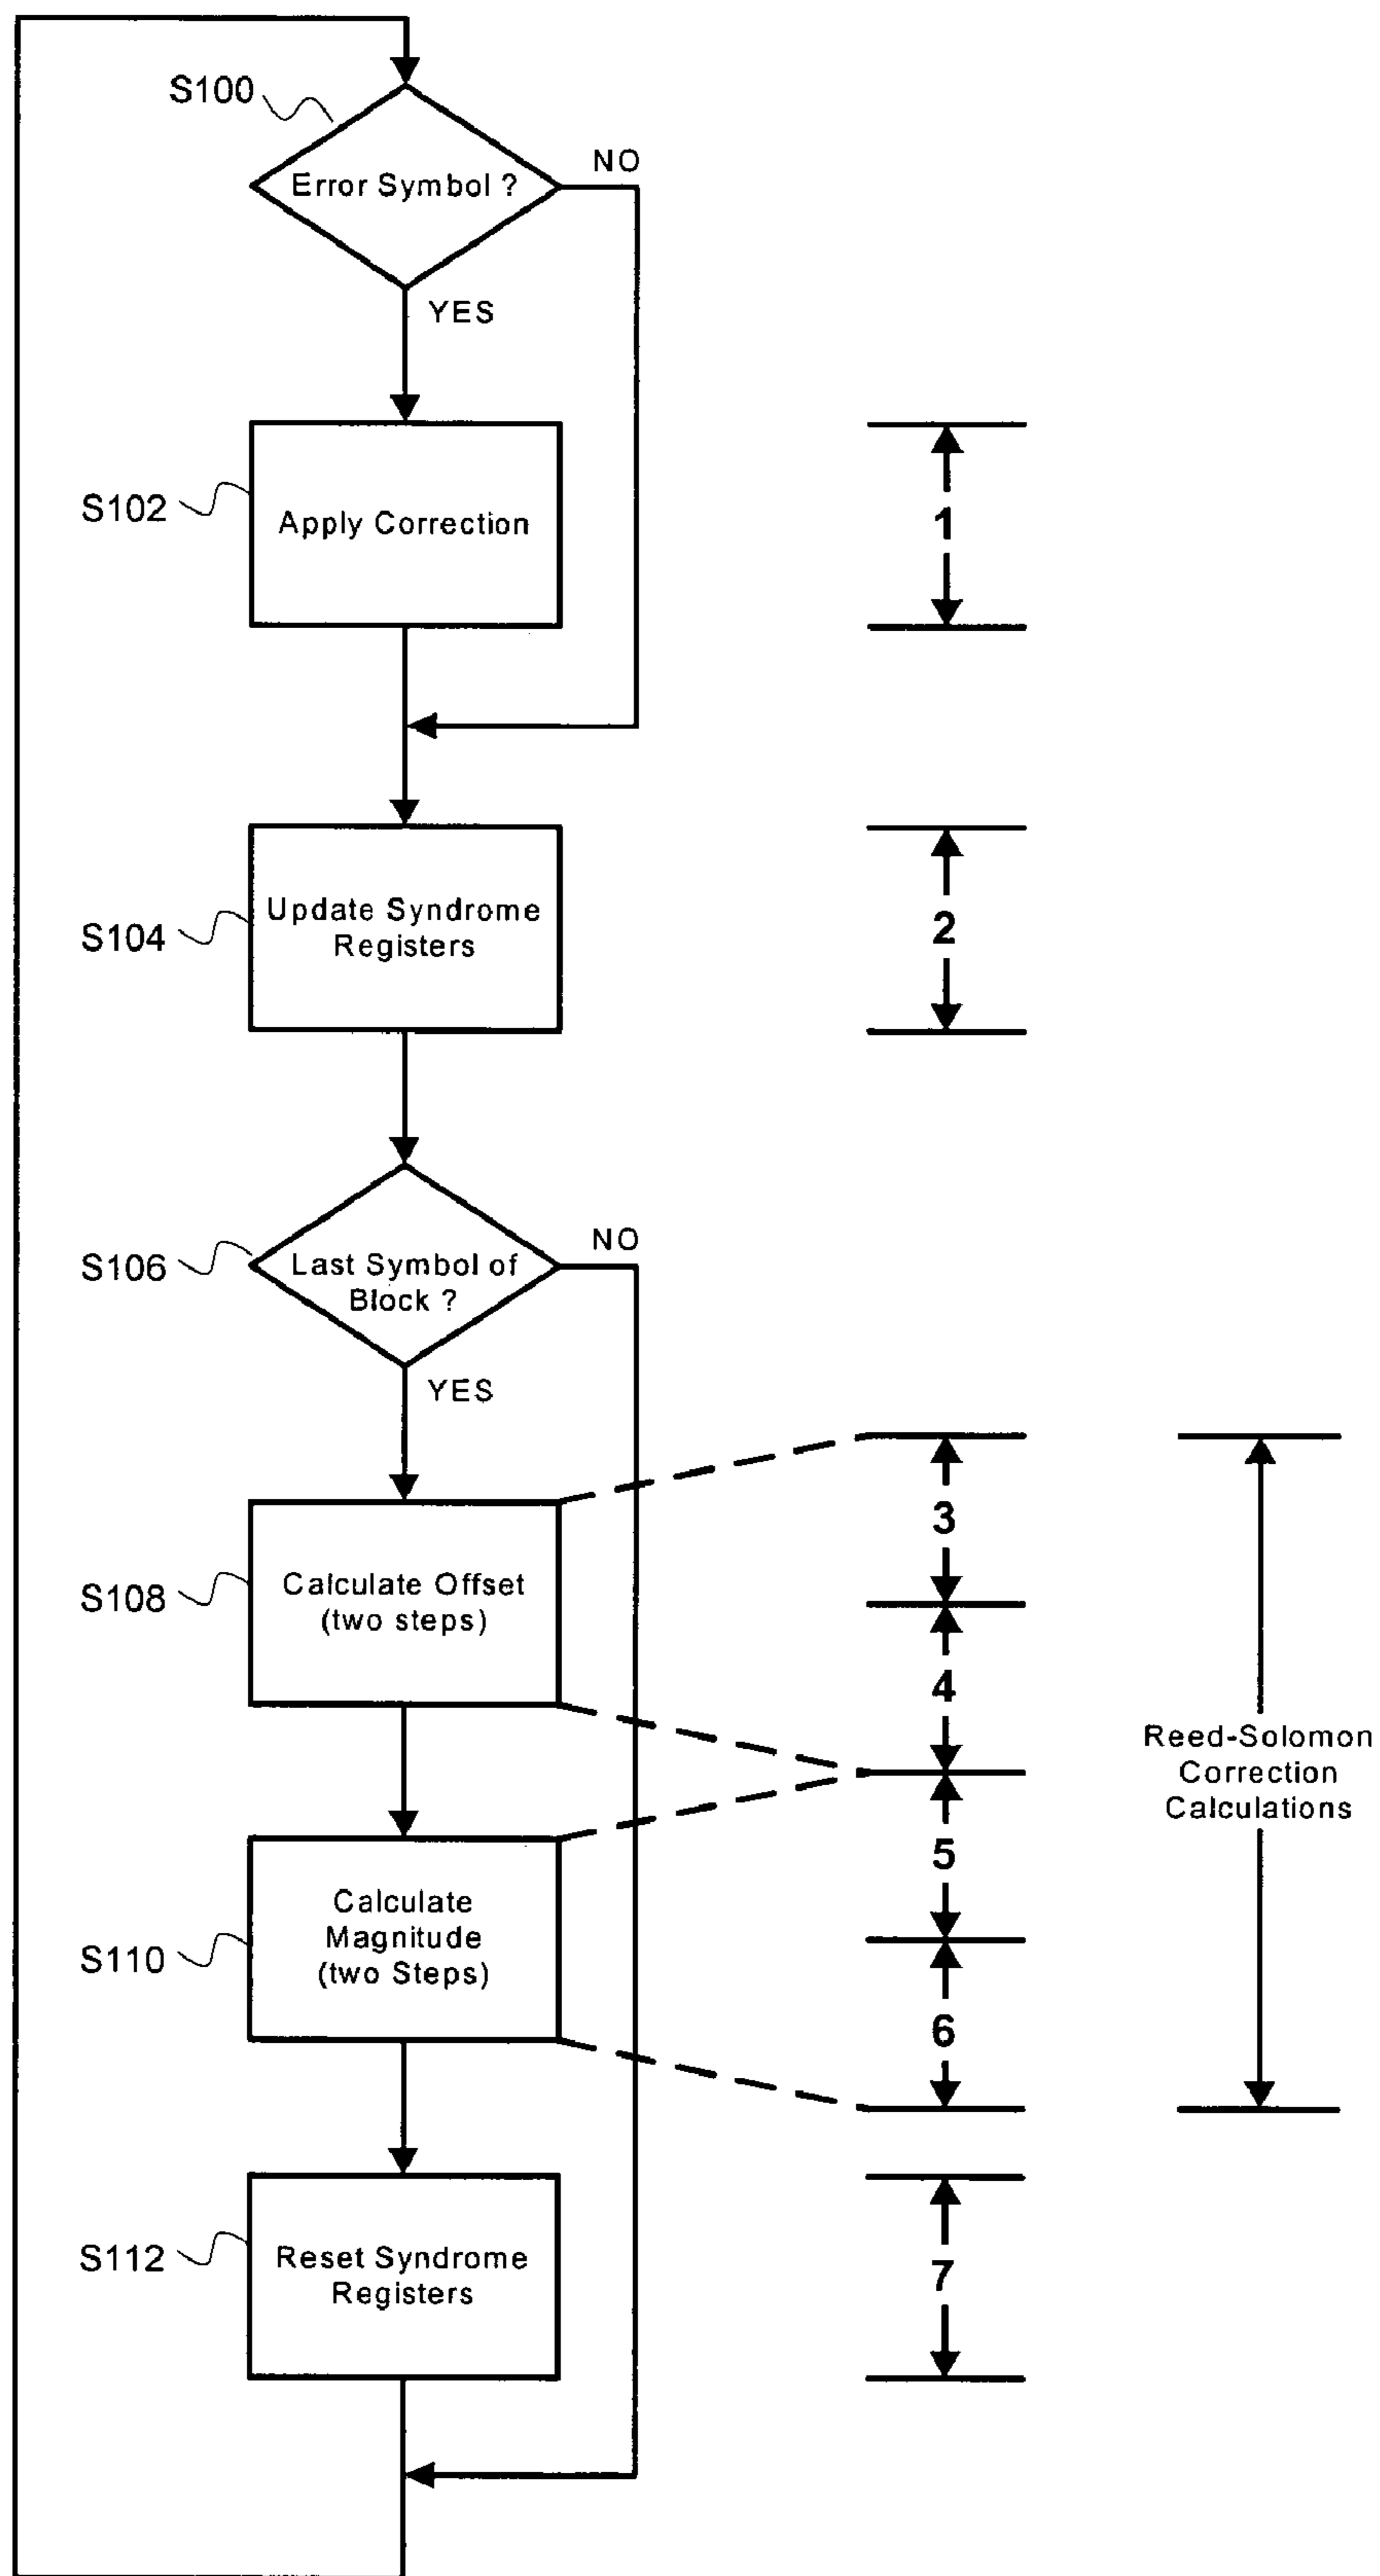 S100
NO
Error Symbol ?
YES
S102
Apply Correction
1
S104
Update Syndrome
Registers
2
S106
NO
Last Symbol of
Block ?
YES
S108
Calculate Offset
(two steps)
3
4
Reed-Solomon
Correction
Calculations
S110
Calculate
Magnitude
(two Steps)
5
6
S112
Reset Syndrome
Registers
7